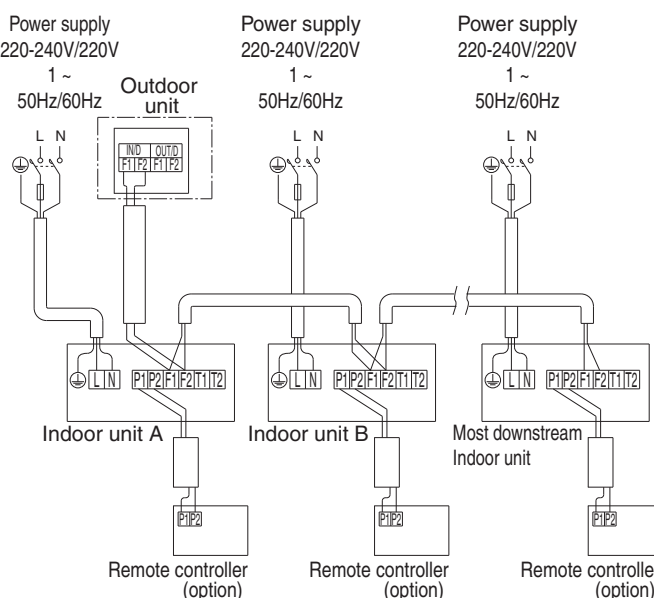 Power supply
220-240V/220V
1 ~
50Hz/60Hz
L N
Outdoor
unit
IN/D OUT/D
F1 F2 F1 F2
Power supply
220-240V/220V
1 ~
50Hz/60Hz
L N
Power supply
220-240V/220V
1 ~
50Hz/60Hz
L N
L N
P1 P2 F1 F2 T1 T2
Indoor unit A
L N
P1 P2 F1 F2 T1 T2
Indoor unit B
L N
P1 P2 F1 F2 T1 T2
Most downstream
Indoor unit
P1 P2
Remote controller
(option)
P1 P2
Remote controller
(option)
P1 P2
Remote controlle
(option)